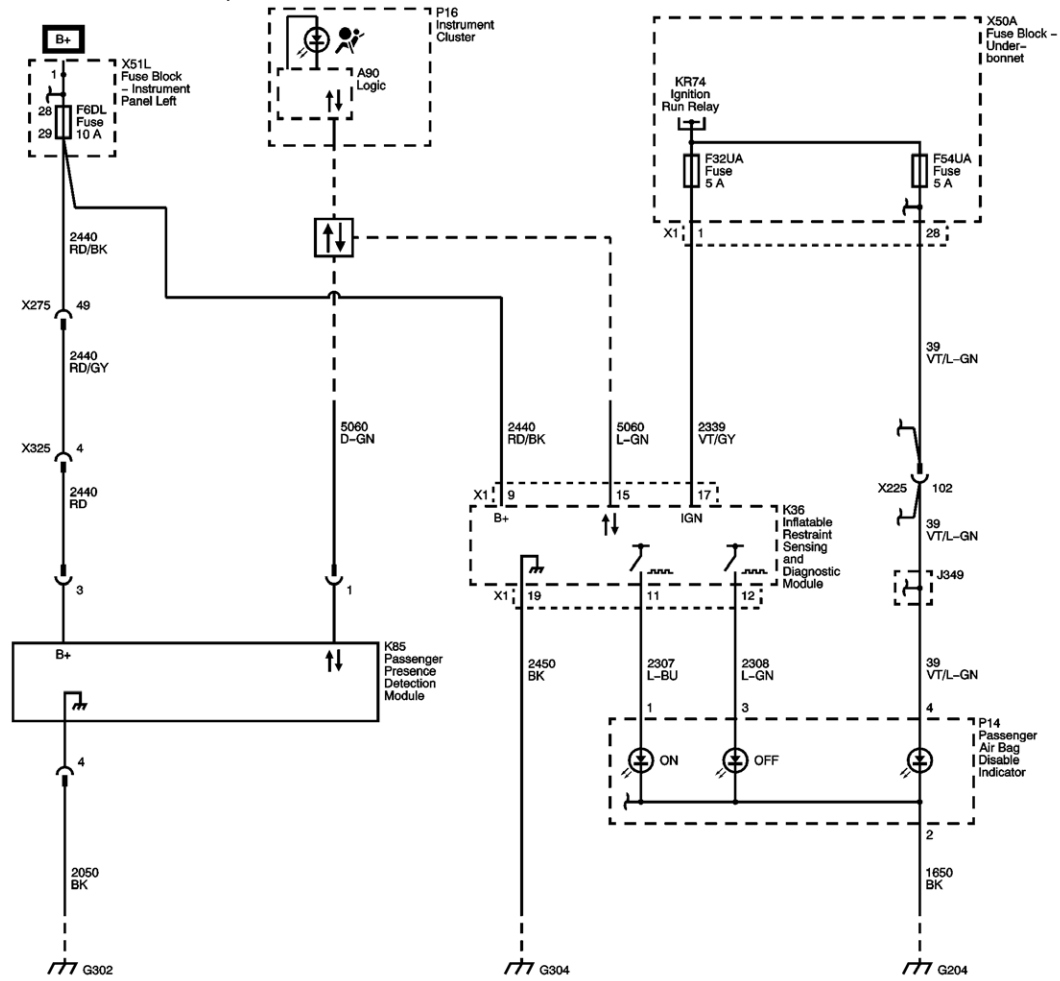 B+
X51L
Fuse Block
– Instrument
Panel Left
1
28
29
F6DL
Fuse
10 A
P16
Instrument
Cluster
A90
Logic
X50A
Fuse Block –
Under–
bonnet
KR74
Ignition
Run Relay
F32UA
Fuse
5 A
F54UA
Fuse
5 A
X1
1
28
2440
RD/BK
X275
49
2440
RD/GY
X325
4
2440
RD
3
5060
D–GN
1
2440
RD/BK
5060
L–GN
2339
VT/GY
39
VT/L–GN
X225
102
39
VT/L–GN
J349
X1
9
15
17
B+
IGN
K36
Inflatable
Restraint
Sensing
and
Diagnostic
Module
X1
19
11
12
B+
K85
Passenger
Presence
Detection
Module
4
2450
BK
2307
L–BU
2308
L–GN
39
VT/L–GN
1
3
4
P14
Passenger
Air Bag
Disable
Indicator
ON
OFF
2
2050
BK
1650
BK
G302
G304
G204